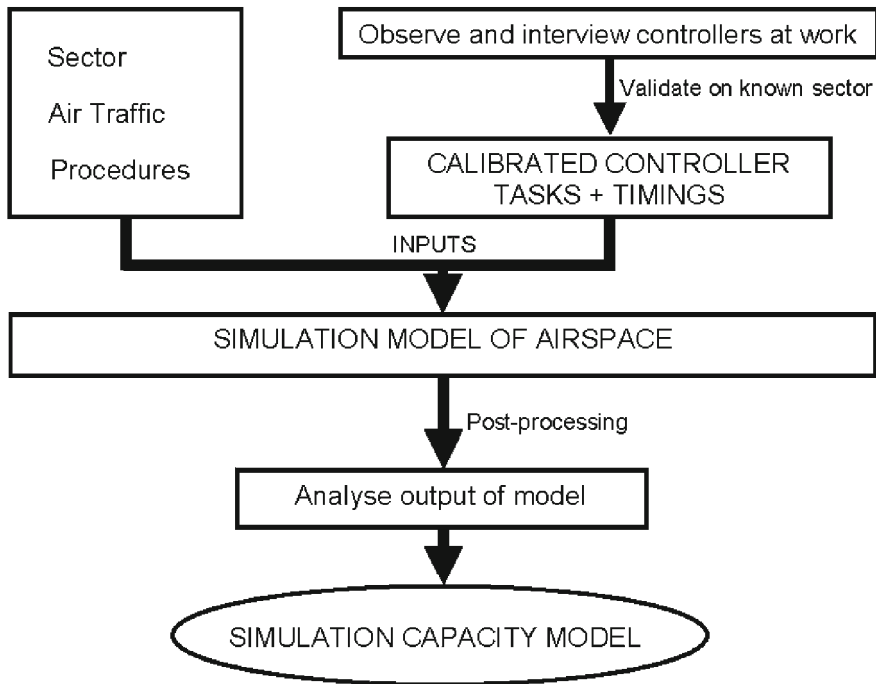 Sector
Air Traffic
Procedures
Observe and interview controllers at work
Validate on known sector
CALIBRATED CONTROLLER
TASKS + TIMINGS
INPUTS
SIMULATION MODEL OF AIRSPACE
Post-processing
Analyse output of model
SIMULATION CAPACITY MODEL